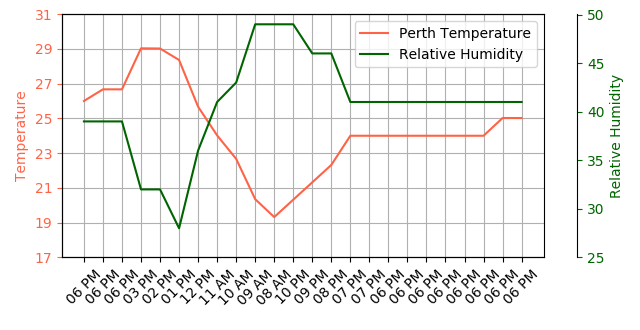 31
29
27
25
23
21
19
17
Temperature
Perth Temperature
Relative Humidity
50
45
40
35
30
25
Relative Humidity
06 PM
06 PM
06 PM
03 PM
02 PM
01 PM
12 PM
11 AM
10 AM
09 AM
08 AM
10 PM
09 PM
08 PM
07 PM
07 PM
06 PM
06 PM
06 PM
06 PM
06 PM
06 PM
06 PM
06 PM